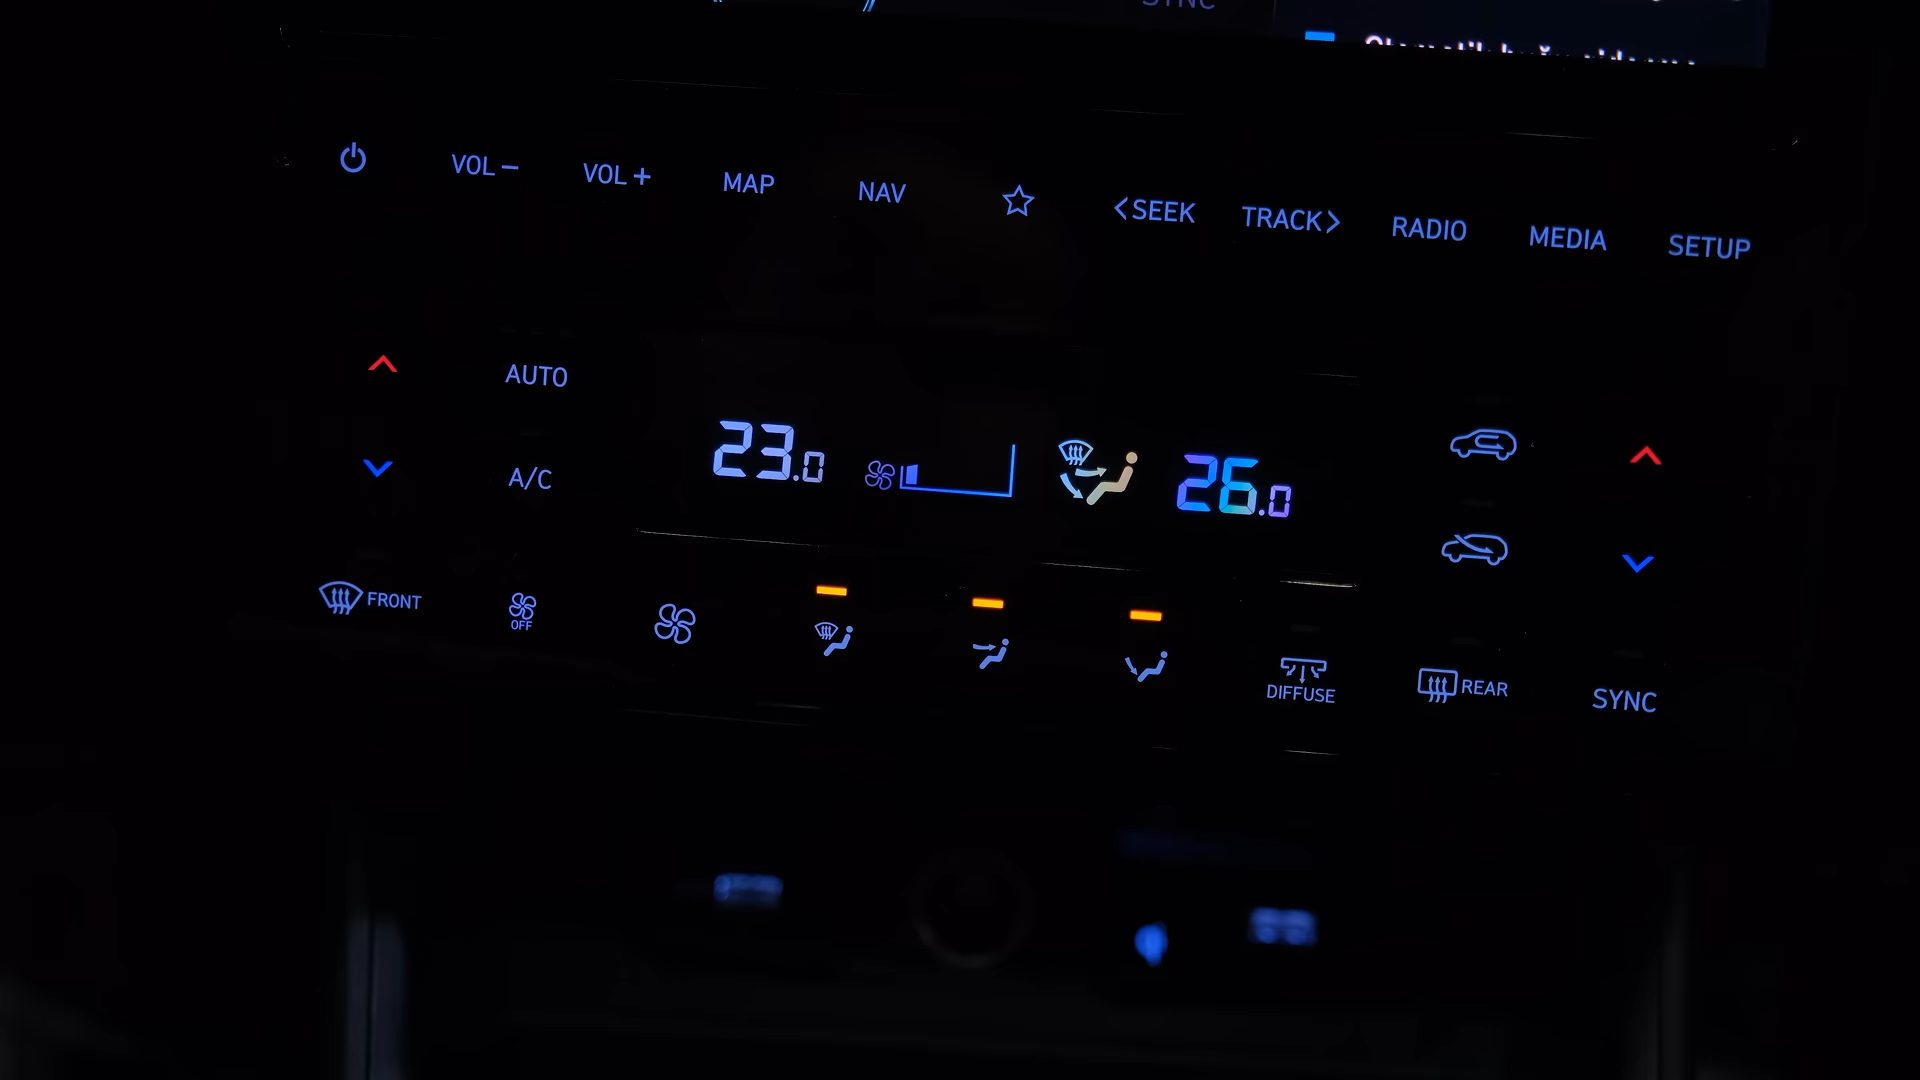 SYNC
VOL− VOL+ MAP NAV <SEEK TRACK> RADIO MEDIA SETUP
AUTO
23.0 26.0
A/C
FRONT OFF DIFFUSE REAR SYNC